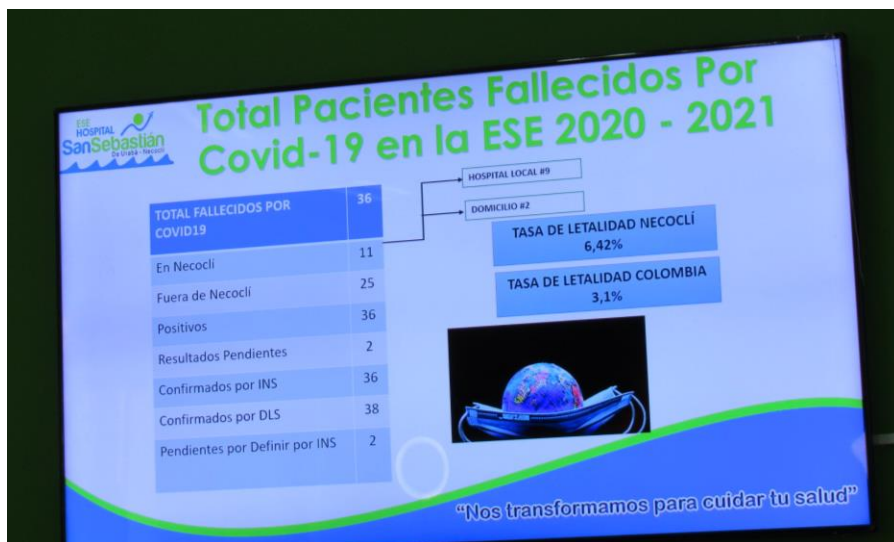 ESE
HOSPITAL
SanSebastián
De Urabá - Necoclí
Total Pacientes Fallecidos Por
Covid-19 en la ESE 2020 - 2021
TOTAL FALLECIDOS POR COVID19 36
En Necoclí 11
Fuera de Necoclí 25
Positivos 36
Resultados Pendientes 2
Confirmados por INS 36
Confirmados por DLS 38
Pendientes por Definir por INS 2
HOSPITAL LOCAL #9
DOMICILIO #2
TASA DE LETALIDAD NECOCLÍ
6,42%
TASA DE LETALIDAD COLOMBIA
3,1%
“Nos transformamos para cuidar tu salud”